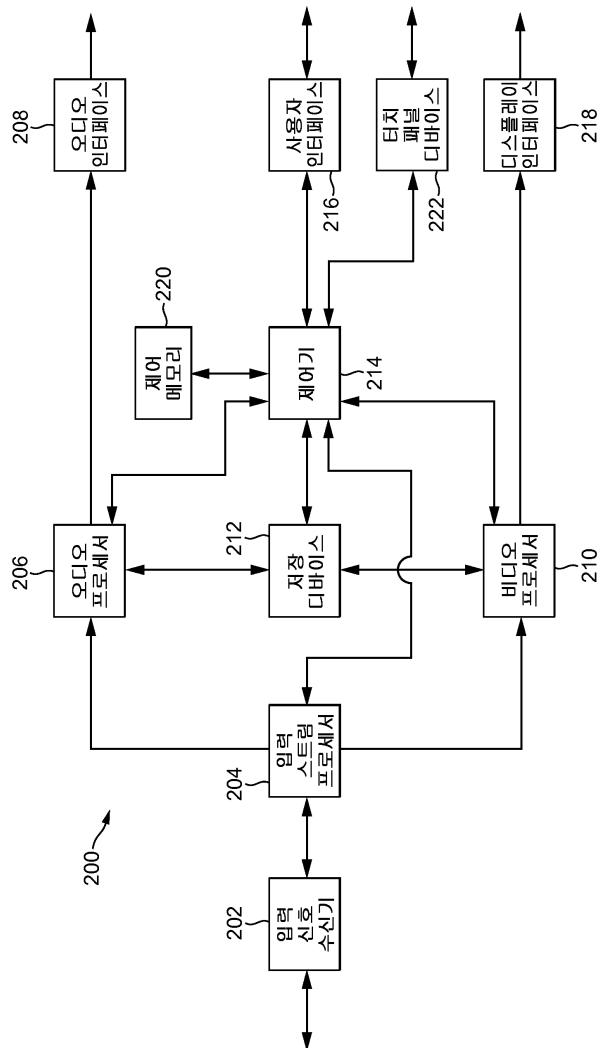 200
202
입력
신호
수신기
204
입력
스트림
프로세서
206
오디오
프로세서
208
오디오
인터페이스
212
저장
디바이스
220
제어
메모리
제어기
214
사용자
인터페이스
216
터치
패널
디바이스
222
비디오
프로세서
210
디스플레이
인터페이스
218